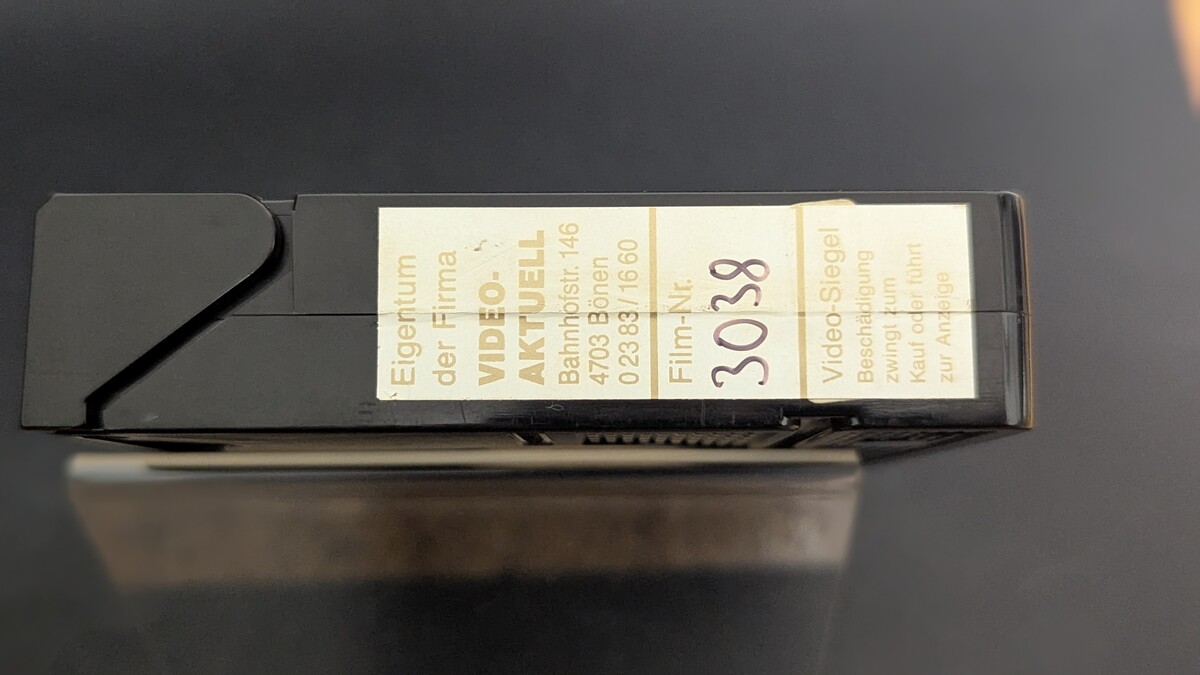 Eigentum
der Firma
VIDEO-
AKTUELL
Bahnhofstr. 146
4703 Bönen
0 23 83 / 16 60
Film-Nr.
3038
Video-Siegel
Beschädigung
zwingt zum
Kauf oder führt
zur Anzeige